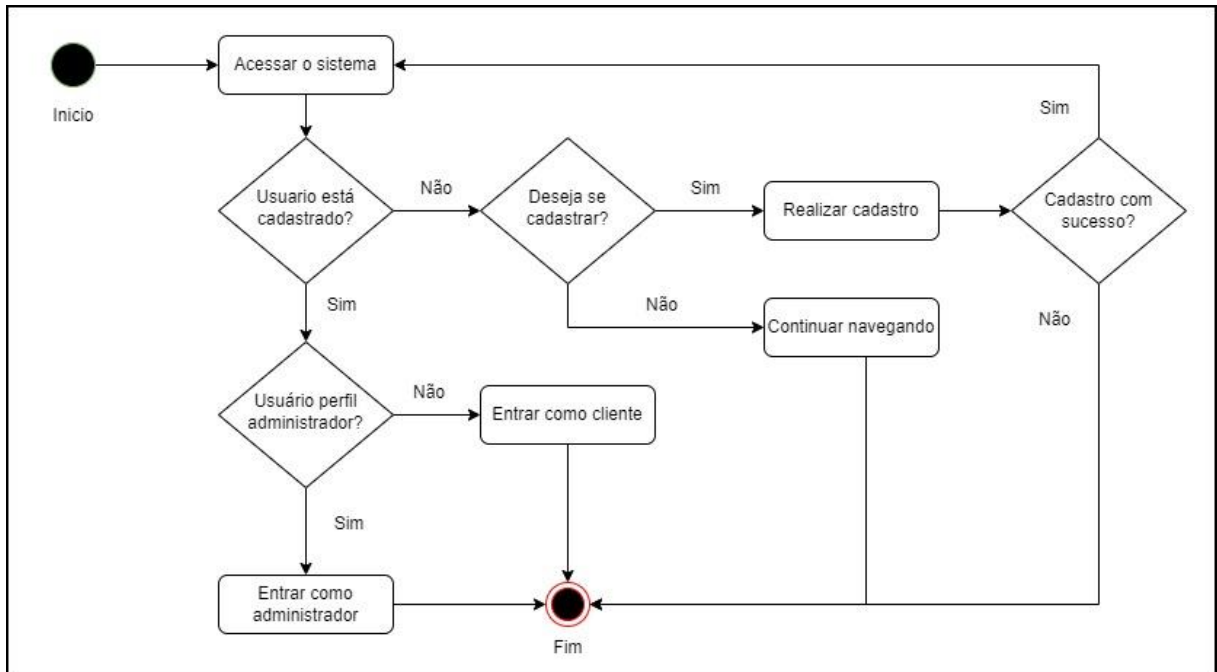 Acessar o sistema
Inicio
Sim
Usuario está
cadastrado?
Não
Deseja se
cadastrar?
Sim
Realizar cadastro
Cadastro com
sucesso?
Sim
Não
Continuar navegando
Não
Usuário perfil
administrador?
Não
Entrar como cliente
Sim
Entrar como
administrador
Fim